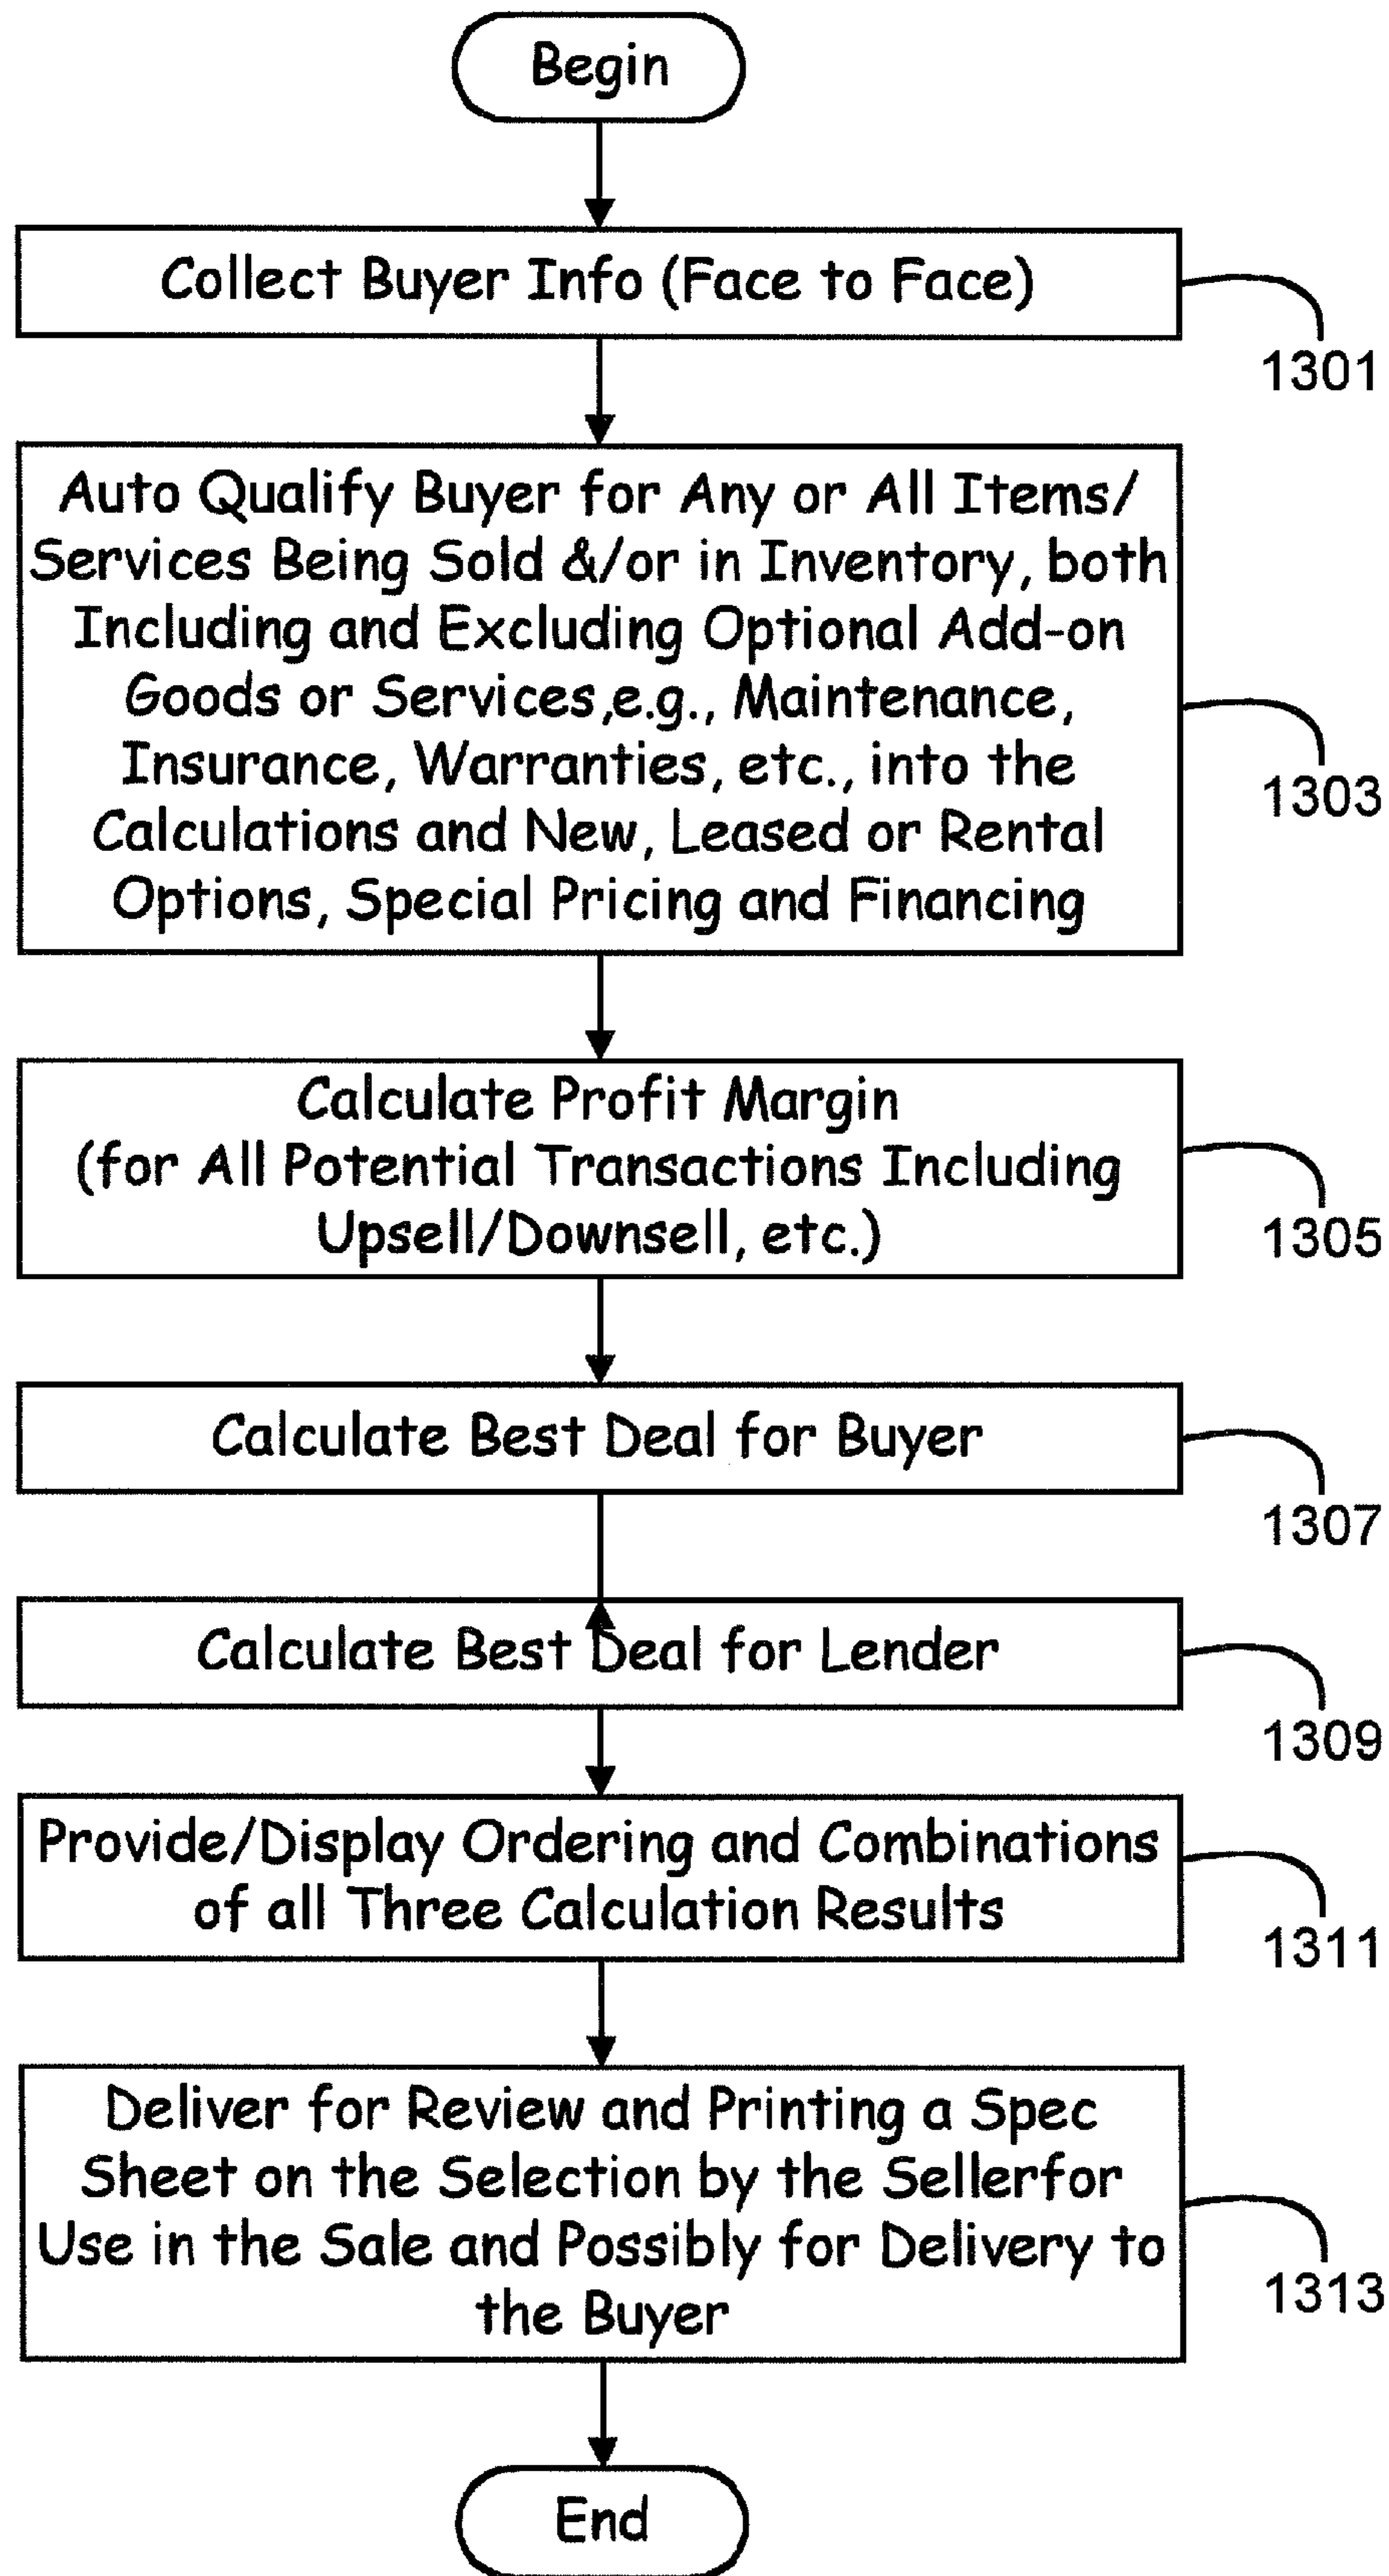 Begin
Collect Buyer Info (Face to Face)
1301
Auto Qualify Buyer for Any or All Items/
Services Being Sold &/or in Inventory, both
Including and Excluding Optional Add-on
Goods or Services,e.g., Maintenance,
Insurance, Warranties, etc., into the
Calculations and New, Leased or Rental
Options, Special Pricing and Financing
1303
Calculate Profit Margin
(for All Potential Transactions Including
Upsell/Downsell, etc.)
1305
Calculate Best Deal for Buyer
1307
Calculate Best Deal for Lender
1309
Provide/Display Ordering and Combinations
of all Three Calculation Results
1311
Deliver for Review and Printing a Spec
Sheet on the Selection by the Sellerfor
Use in the Sale and Possibly for Delivery to
the Buyer
1313
End